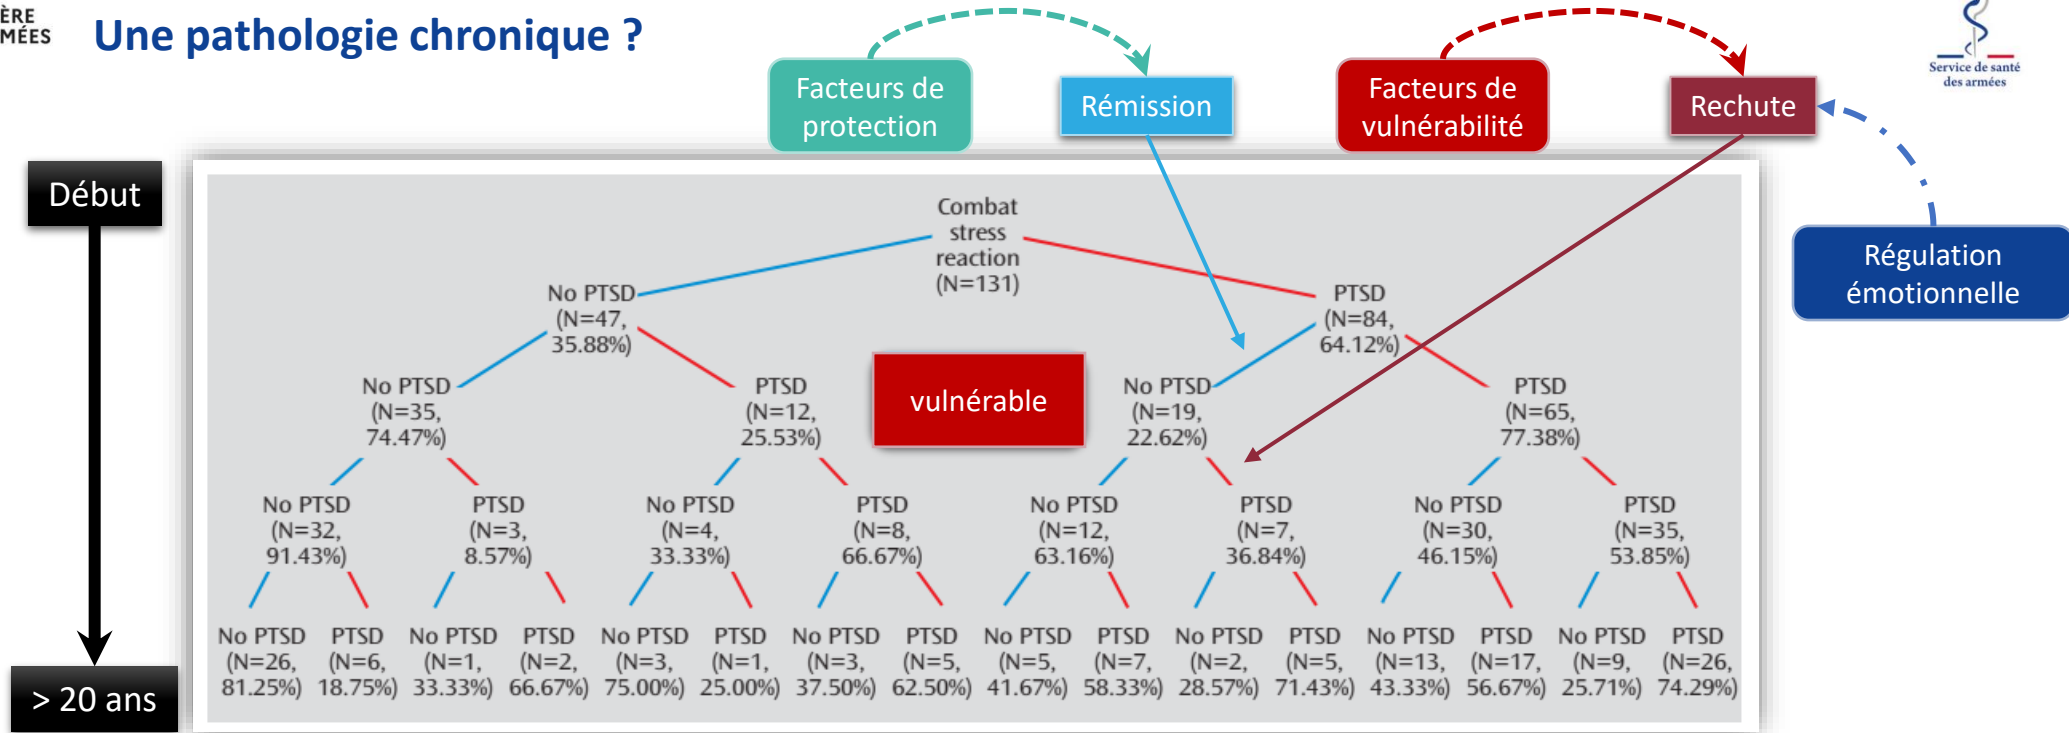 ÈRE
MÉES
Une pathologie chronique ?
Service de santé
des armées
Facteurs de
protection
Rémission
Facteurs de
vulnérabilité
Rechute
Régulation
émotionnelle
Début
> 20 ans
Combat
stress
reaction
(N=131)
No PTSD
(N=47,
35.88%)
PTSD
(N=84,
64.12%)
vulnérable
No PTSD
(N=35,
74.47%)
PTSD
(N=12,
25.53%)
No PTSD
(N=19,
22.62%)
PTSD
(N=65,
77.38%)
No PTSD
(N=32,
91.43%)
PTSD
(N=3,
8.57%)
No PTSD
(N=4,
33.33%)
PTSD
(N=8,
66.67%)
No PTSD
(N=12,
63.16%)
PTSD
(N=7,
36.84%)
No PTSD
(N=30,
46.15%)
PTSD
(N=35,
53.85%)
No PTSD
(N=26,
81.25%)
PTSD
(N=6,
18.75%)
No PTSD
(N=1,
33.33%)
PTSD
(N=2,
66.67%)
No PTSD
(N=3,
75.00%)
PTSD
(N=1,
25.00%)
No PTSD
(N=3,
37.50%)
PTSD
(N=5,
62.50%)
No PTSD
(N=5,
41.67%)
PTSD
(N=7,
58.33%)
No PTSD
(N=2,
28.57%)
PTSD
(N=5,
71.43%)
No PTSD
(N=13,
43.33%)
PTSD
(N=17,
56.67%)
No PTSD
(N=9,
25.71%)
PTSD
(N=26,
74.29%)